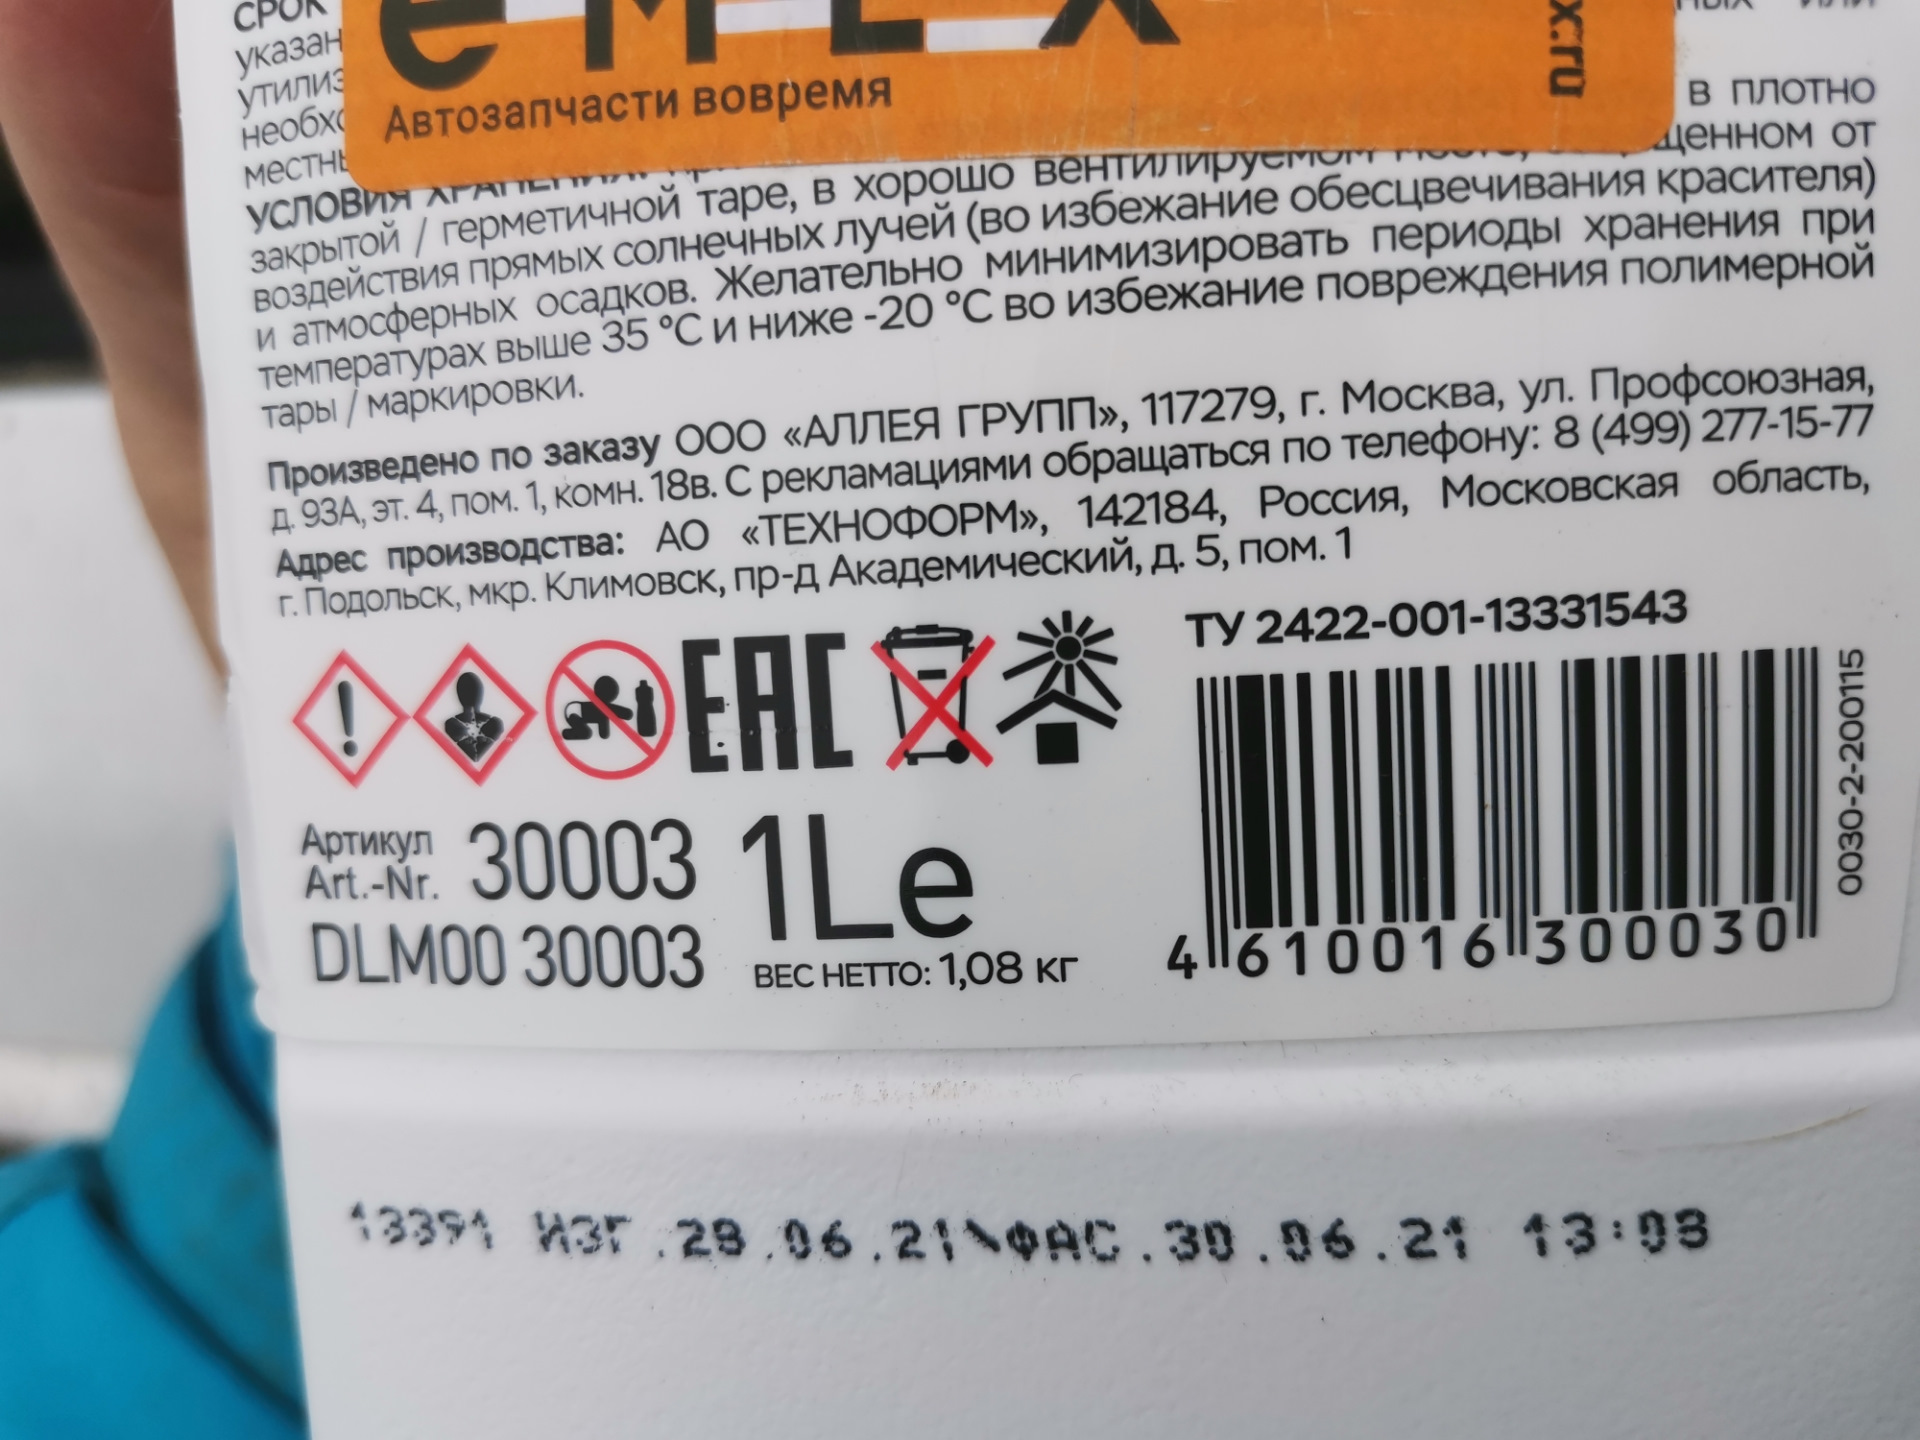 СРОК
указан
утилиз
необхо
местны
емех
Автозапчасти вовремя
x.ru
в плотно
УСЛОВИЯ ХРАНЕНИЯ:
закрытой / герметичной таре, в хорошо вентилируемом месте, щенном от
воздействия прямых солнечных лучей (во избежание обесцвечивания красителя)
и атмосферных осадков. Желательно минимизировать периоды хранения при
температурах выше 35 °C и ниже -20 °C во избежание повреждения полимерной
тары / маркировки.
Произведено по заказу ООО «АЛЛЕЯ ГРУПП», 117279, г. Москва, ул. Профсоюзная,
д. 93А, эт. 4, пом. 1, комн. 18в. С рекламациями обращаться по телефону: 8 (499) 277-15-77
Адрес производства: АО «ТЕХНОФОРМ», 142184, Россия, Московская область,
г. Подольск, мкр. Климовск, пр-д Академический, д. 5, пом. 1
ТУ 2422-001-13331543
EAC
0030-2-200115
Артикул
Art.-Nr. 30003
DLM00 30003
1Le
ВЕС НЕТТО: 1,08 кг
4 610016 300030
13391 ИЗГ.28.06.21\ФАС.30.06.21 13:08